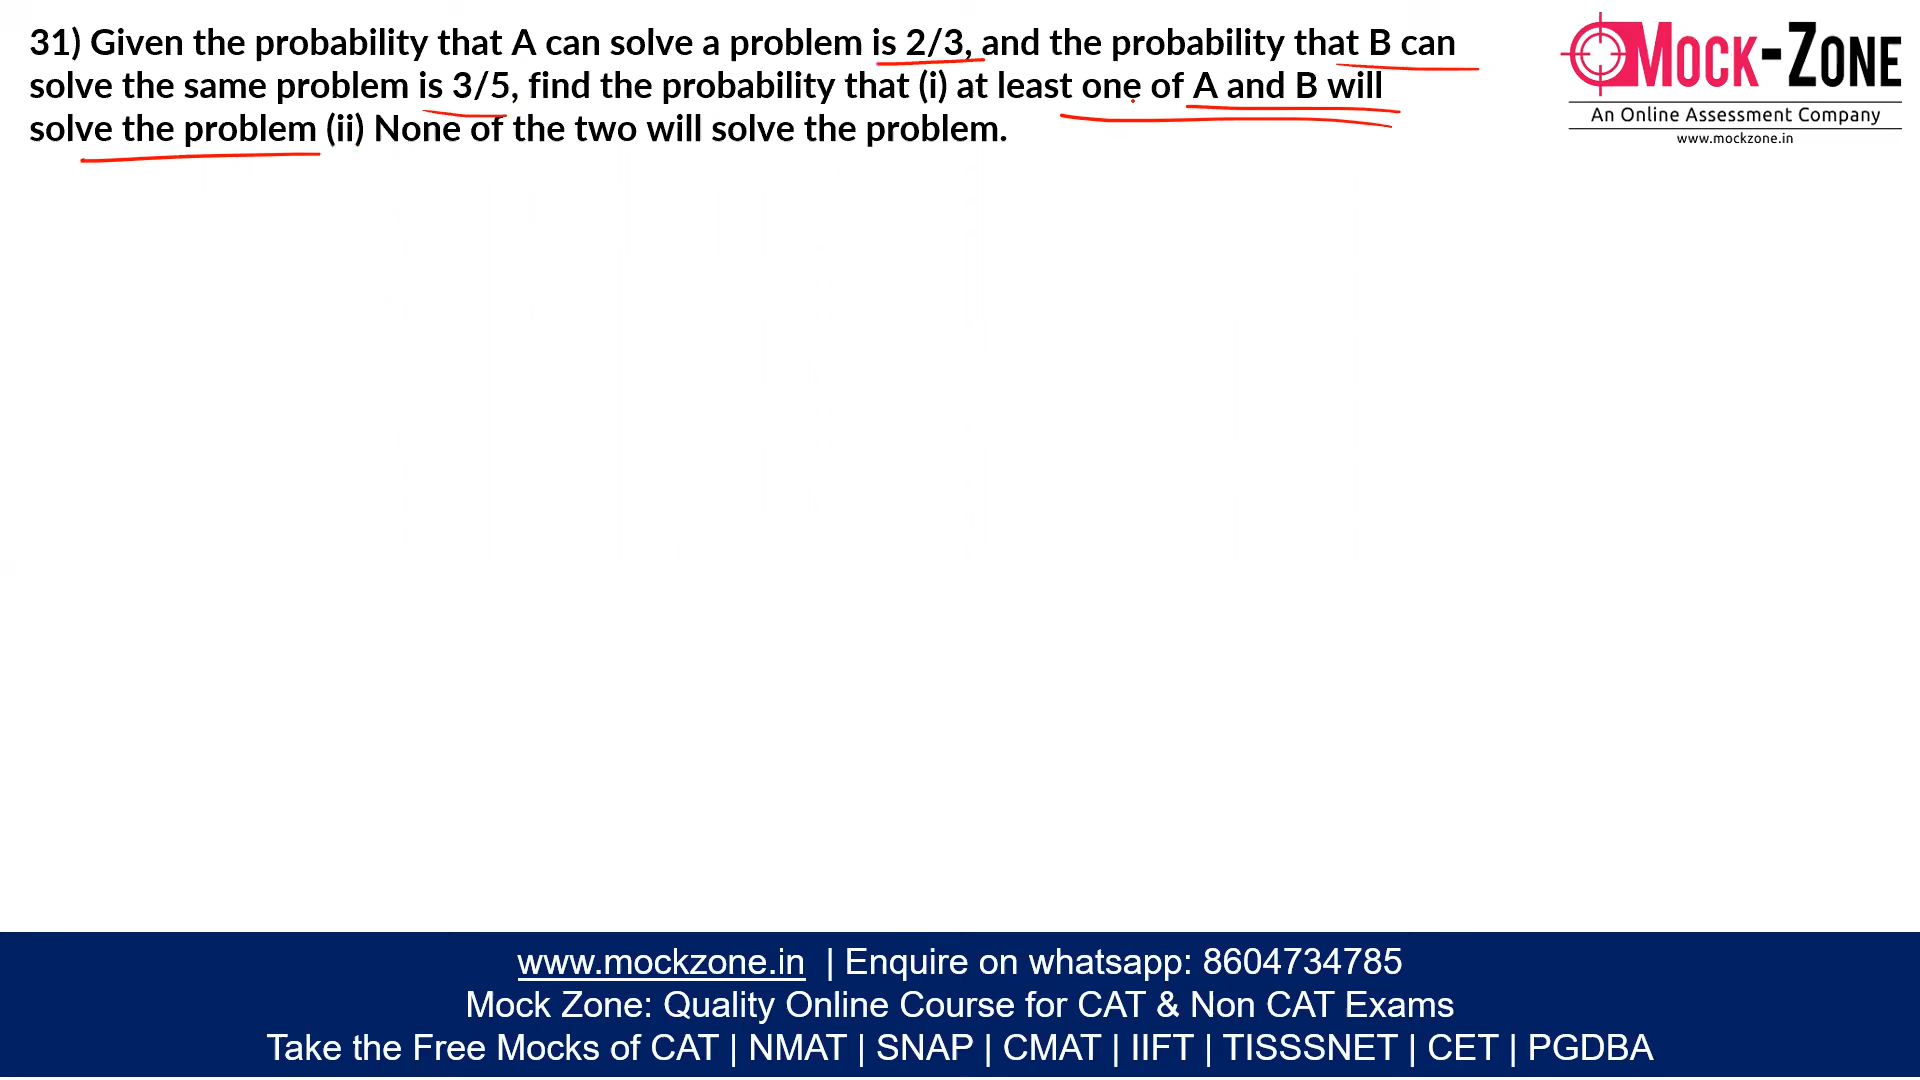 31) Given the probability that A can solve a problem is 2/3, and the probability that B can
solve the same problem is 3/5, find the probability that (i) at least one of A and B will
solve the problem (ii) None of the two will solve the problem.
MOCK-ZONE
An Online Assessment Company
www.mockzone.in
www.mockzone.in | Enquire on whatsapp: 8604734785
Mock Zone: Quality Online Course for CAT & Non CAT Exams
Take the Free Mocks of CAT | NMAT | SNAP | CMAT | IIFT | TISSSNET | CET | PGDBA